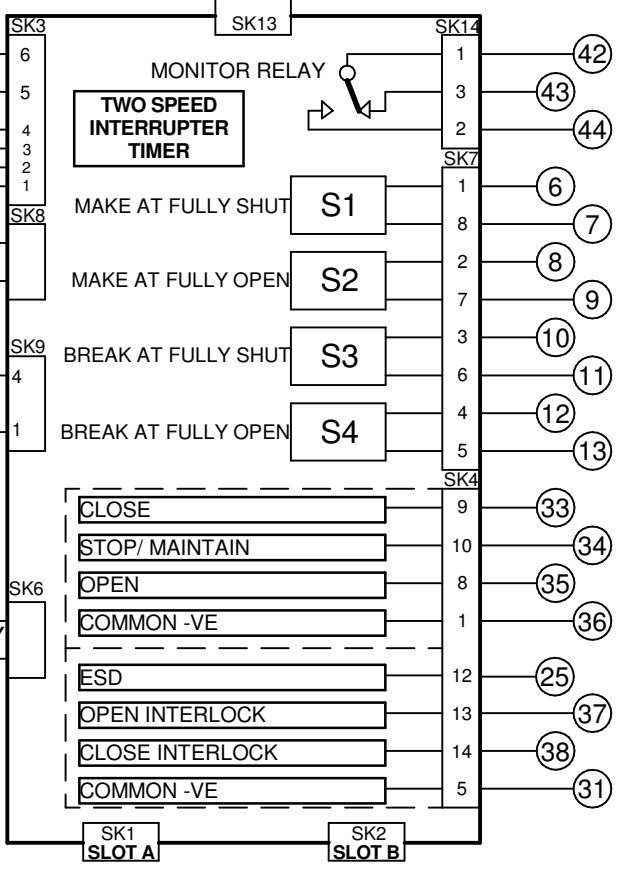 SK3
SK13
SK14
6
MONITOR RELAY
1
42
5
TWO SPEED
INTERRUPTER
TIMER
3
43
4
2
44
3
2
1
SK7
MAKE AT FULLY SHUT
S1
1
6
8
7
SK8
MAKE AT FULLY OPEN
S2
2
8
7
9
SK9
4
1
BREAK AT FULLY SHUT
S3
3
10
6
11
BREAK AT FULLY OPEN
S4
4
12
5
13
SK4
CLOSE
9
33
STOP/ MAINTAIN
10
34
SK6
OPEN
8
35
COMMON -VE
1
36
ESD
12
25
OPEN INTERLOCK
13
37
CLOSE INTERLOCK
14
38
COMMON -VE
5
31
SK1
SLOT A
SK2
SLOT B